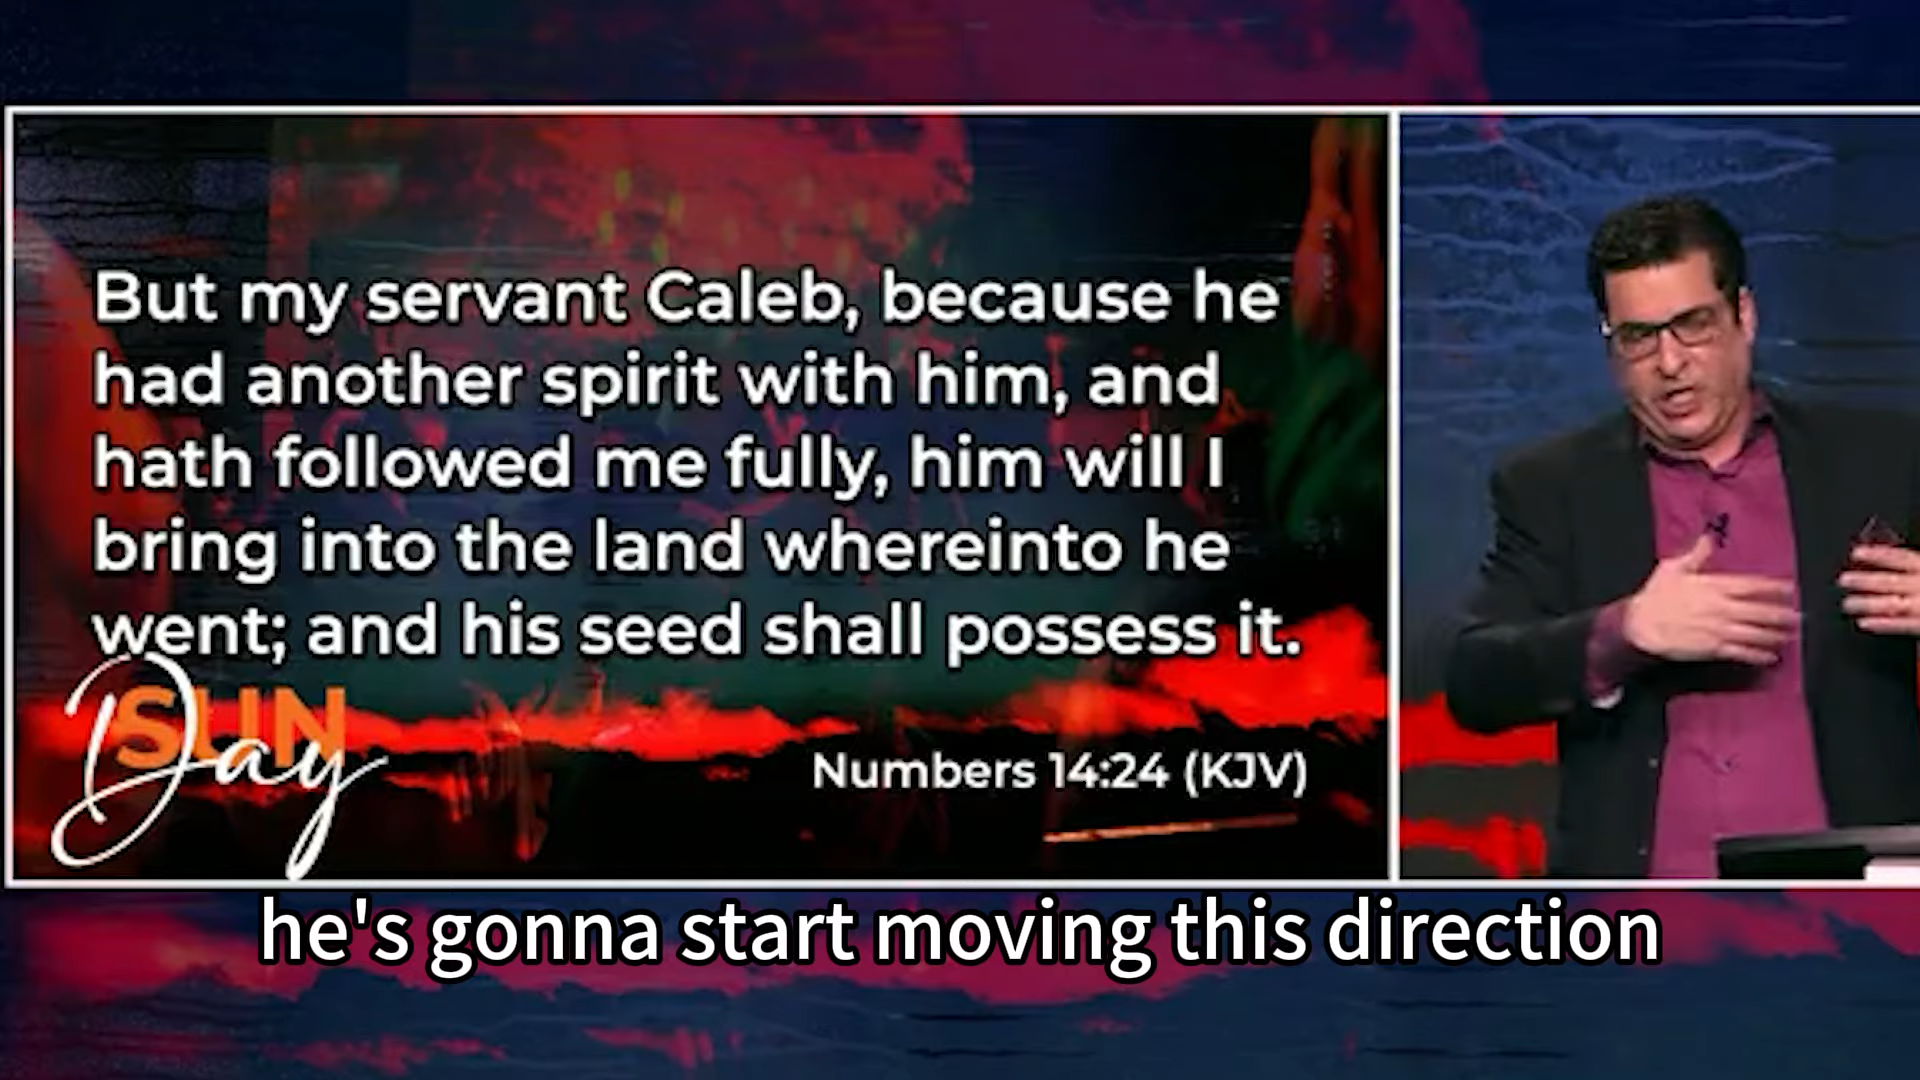 But my servant Caleb, because he
had another spirit with him, and
hath followed me fully, him will I
bring into the land whereinto he
went; and his seed shall possess it.
SUN
Day
Numbers 14:24 (KJV)
he's gonna start moving this direction